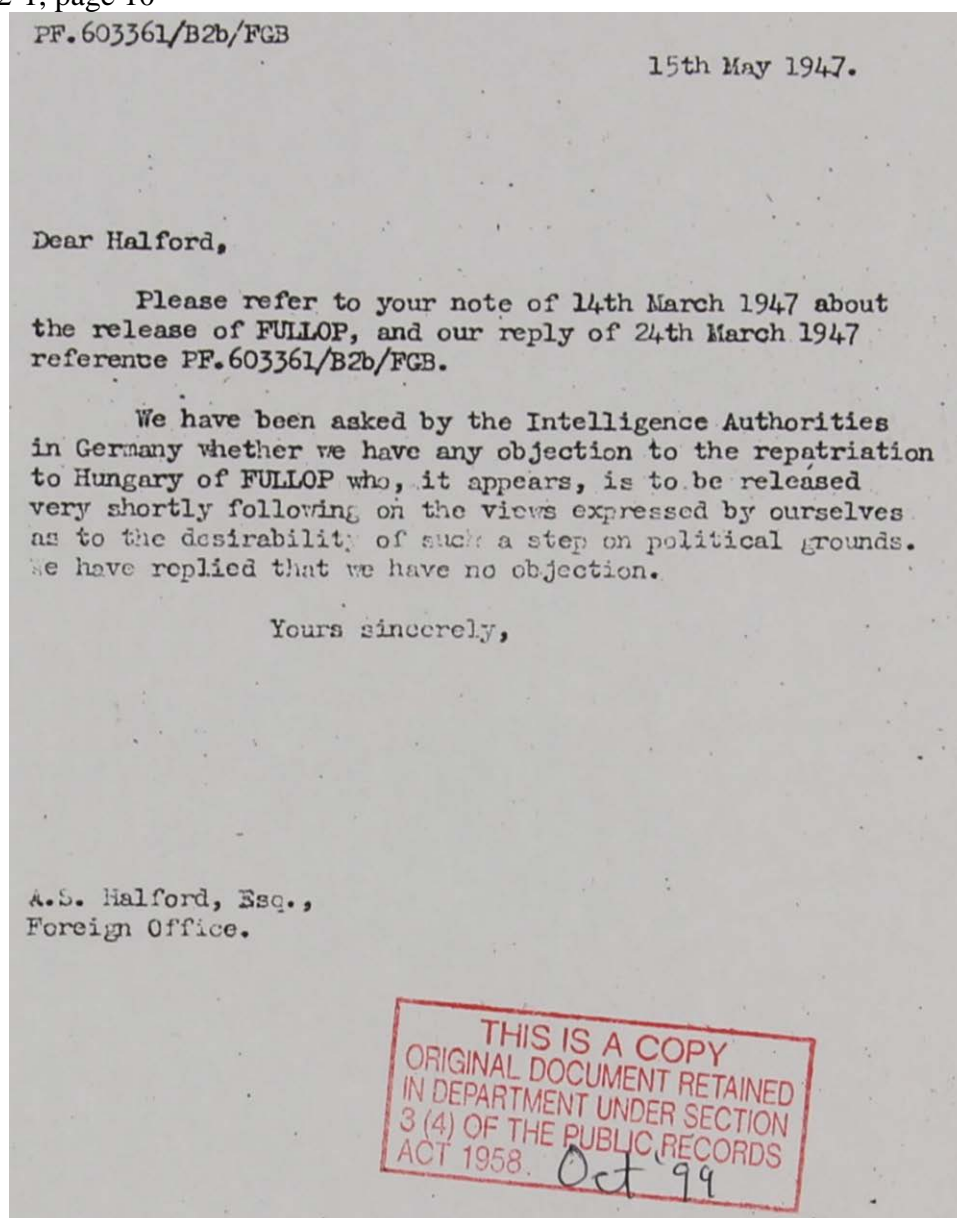 2-1, page 16
PF.603361/B2b/FGB
15th May 1947.
Dear Halford,
Please refer to your note of 14th March 1947 about
the release of FULLOP, and our reply of 24th March 1947
reference PF.603361/B2b/FGB.
We have been asked by the Intelligence Authorities
in Germany whether we have any objection to the repatriation
to Hungary of FULLOP who, it appears, is to be released
very shortly following on the views expressed by ourselves
as to the desirability of such a step on political grounds.
We have replied that we have no objection.
Yours sincerely,
A.S. Halford, Esq.,
Foreign Office.
THIS IS A COPY
ORIGINAL DOCUMENT RETAINED
IN DEPARTMENT UNDER SECTION
3 (4) OF THE PUBLIC RECORDS
ACT 1958. Oct '99